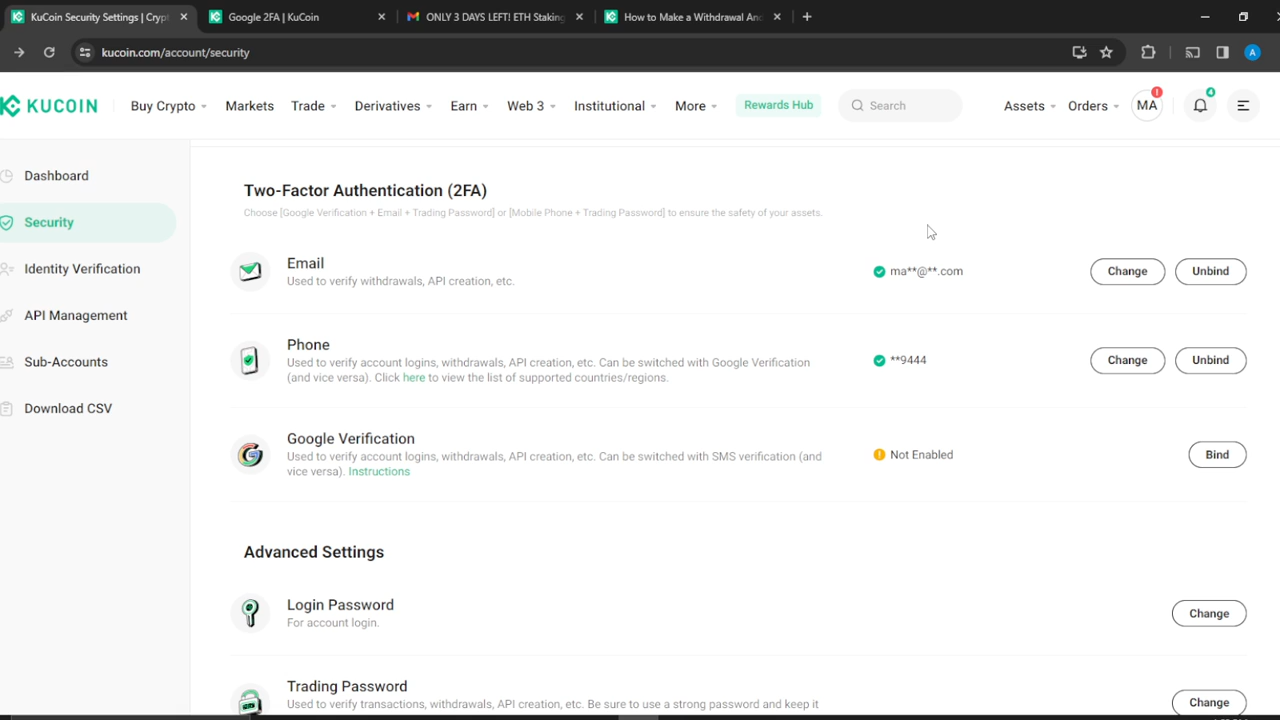 KuCoin Security Settings | Cryp
Google 2FA | KuCoin
ONLY 3 DAYS LEFT! ETH Staking
How to Make a Withdrawal And
kucoin.com/account/security
A
KUCOIN
Buy Crypto
Markets
Trade
Derivatives
Earn
Web 3
Institutional
More
Rewards Hub
Search
Assets
Orders
MA
!
4
Dashboard
Security
Identity Verification
API Management
Sub-Accounts
Download CSV
Two-Factor Authentication (2FA)
Choose [Google Verification + Email + Trading Password] or [Mobile Phone + Trading Password] to ensure the safety of your assets.
Email
Used to verify withdrawals, API creation, etc.
ma**@**.com
Change
Unbind
Phone
Used to verify account logins, withdrawals, API creation, etc. Can be switched with Google Verification
(and vice versa). Click here to view the list of supported countries/regions.
**9444
Change
Unbind
Google Verification
Used to verify account logins, withdrawals, API creation, etc. Can be switched with SMS verification (and
vice versa). Instructions
Not Enabled
Bind
Advanced Settings
Login Password
For account login.
Change
Trading Password
Used to verify transactions, withdrawals, API creation, etc. Be sure to use a strong password and keep it
Change